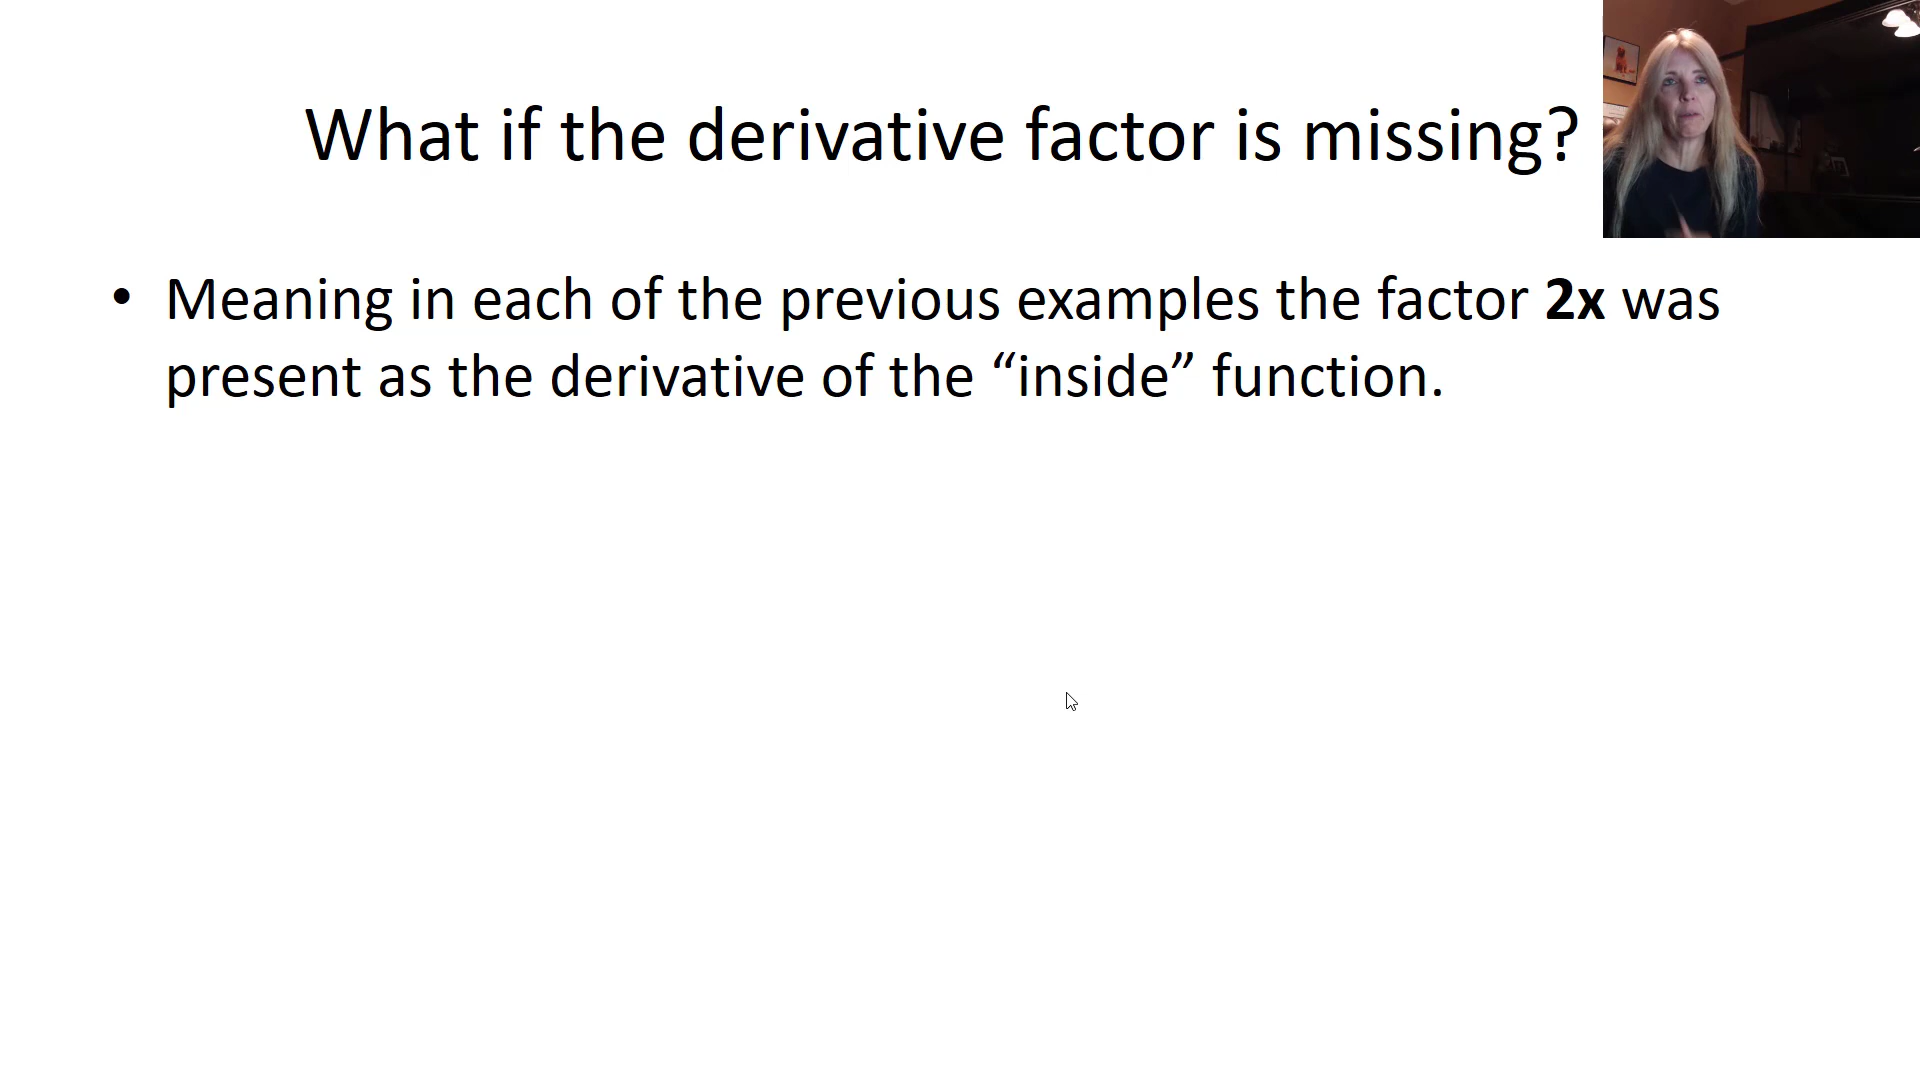 What if the derivative factor is missing?
• Meaning in each of the previous examples the factor 2x was
present as the derivative of the “inside” function.